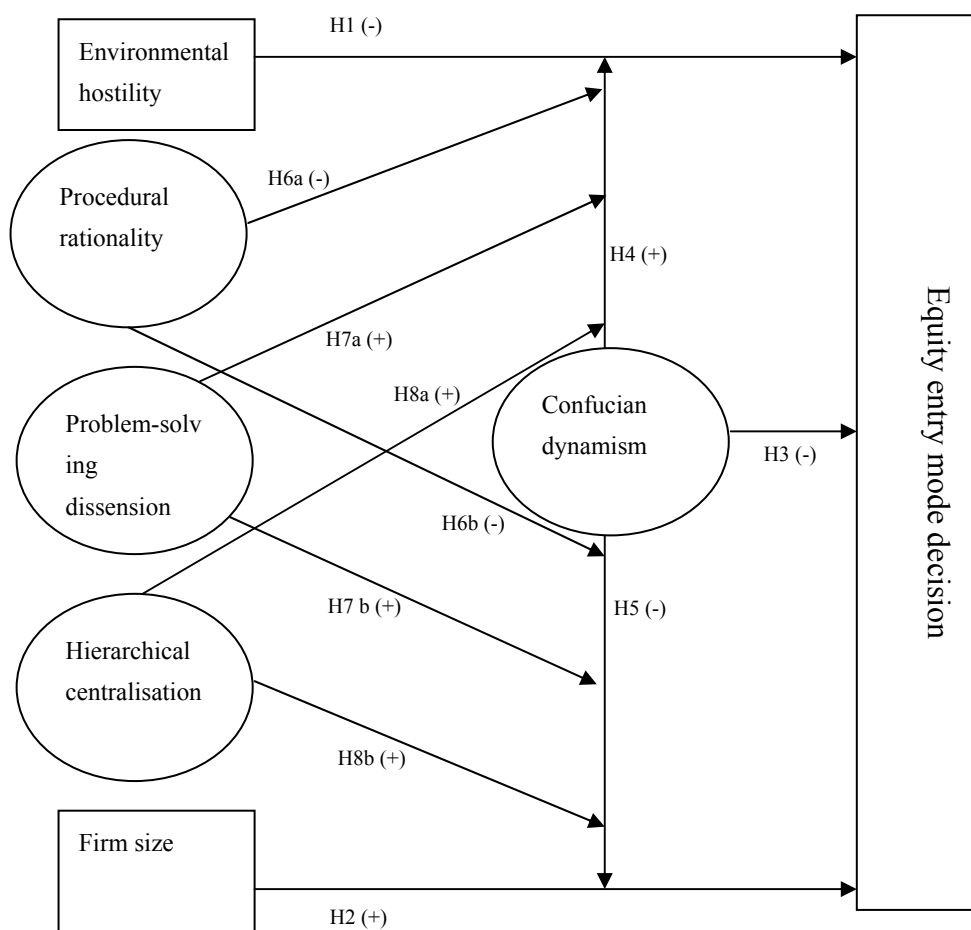 H1 (-)
Environmental
hostility
Procedural
rationality
H6a (-)
H4 (+)
H7a (+)
H8a (+)
Problem-solv
ing
dissension
Confucian
dynamism
H3 (-)
H6b (-)
H7 b (+)
H5 (-)
Hierarchical
centralisation
H8b (+)
Firm size
H2 (+)
Equity entry mode decision